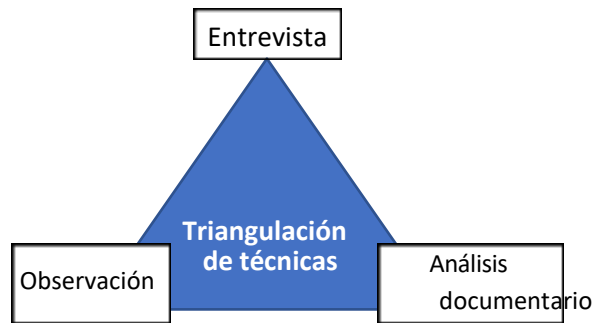 Entrevista
Triangulación
de técnicas
Observación
Análisis
documentario